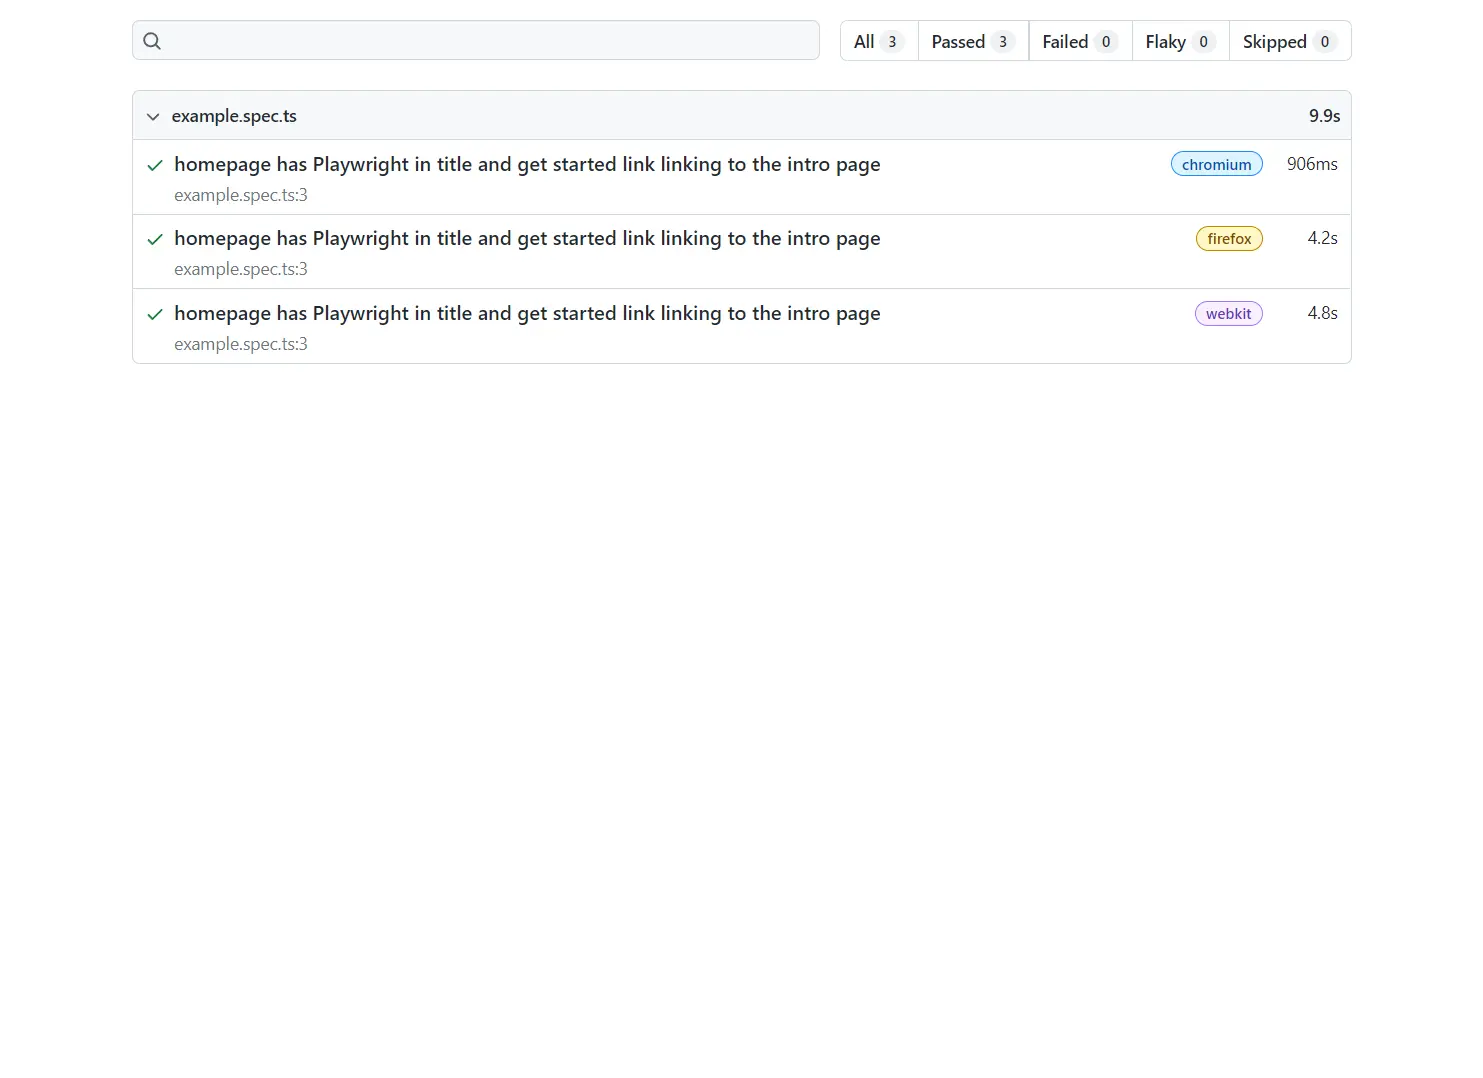 All 3 Passed 3 Failed 0 Flaky 0 Skipped 0
example.spec.ts 9.9s
homepage has Playwright in title and get started link linking to the intro page chromium 906ms
example.spec.ts:3
homepage has Playwright in title and get started link linking to the intro page firefox 4.2s
example.spec.ts:3
homepage has Playwright in title and get started link linking to the intro page webkit 4.8s
example.spec.ts:3